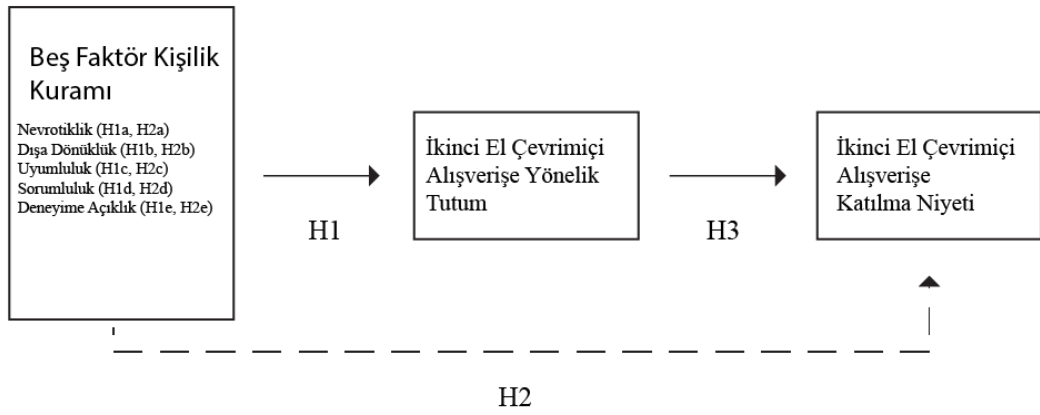 Beş Faktör Kişilik
Kuramı
Nevrotiklik (H1a, H2a)
Dışa Dönüklük (H1b, H2b)
Uyumluluk (H1c, H2c)
Sorumluluk (H1d, H2d)
Deneyime Açıklık (H1e, H2e)
H1
İkinci El Çevrimiçi
Alışverişe Yönelik
Tutum
H3
İkinci El Çevrimiçi
Alışverişe
Katılma Niyeti
H2